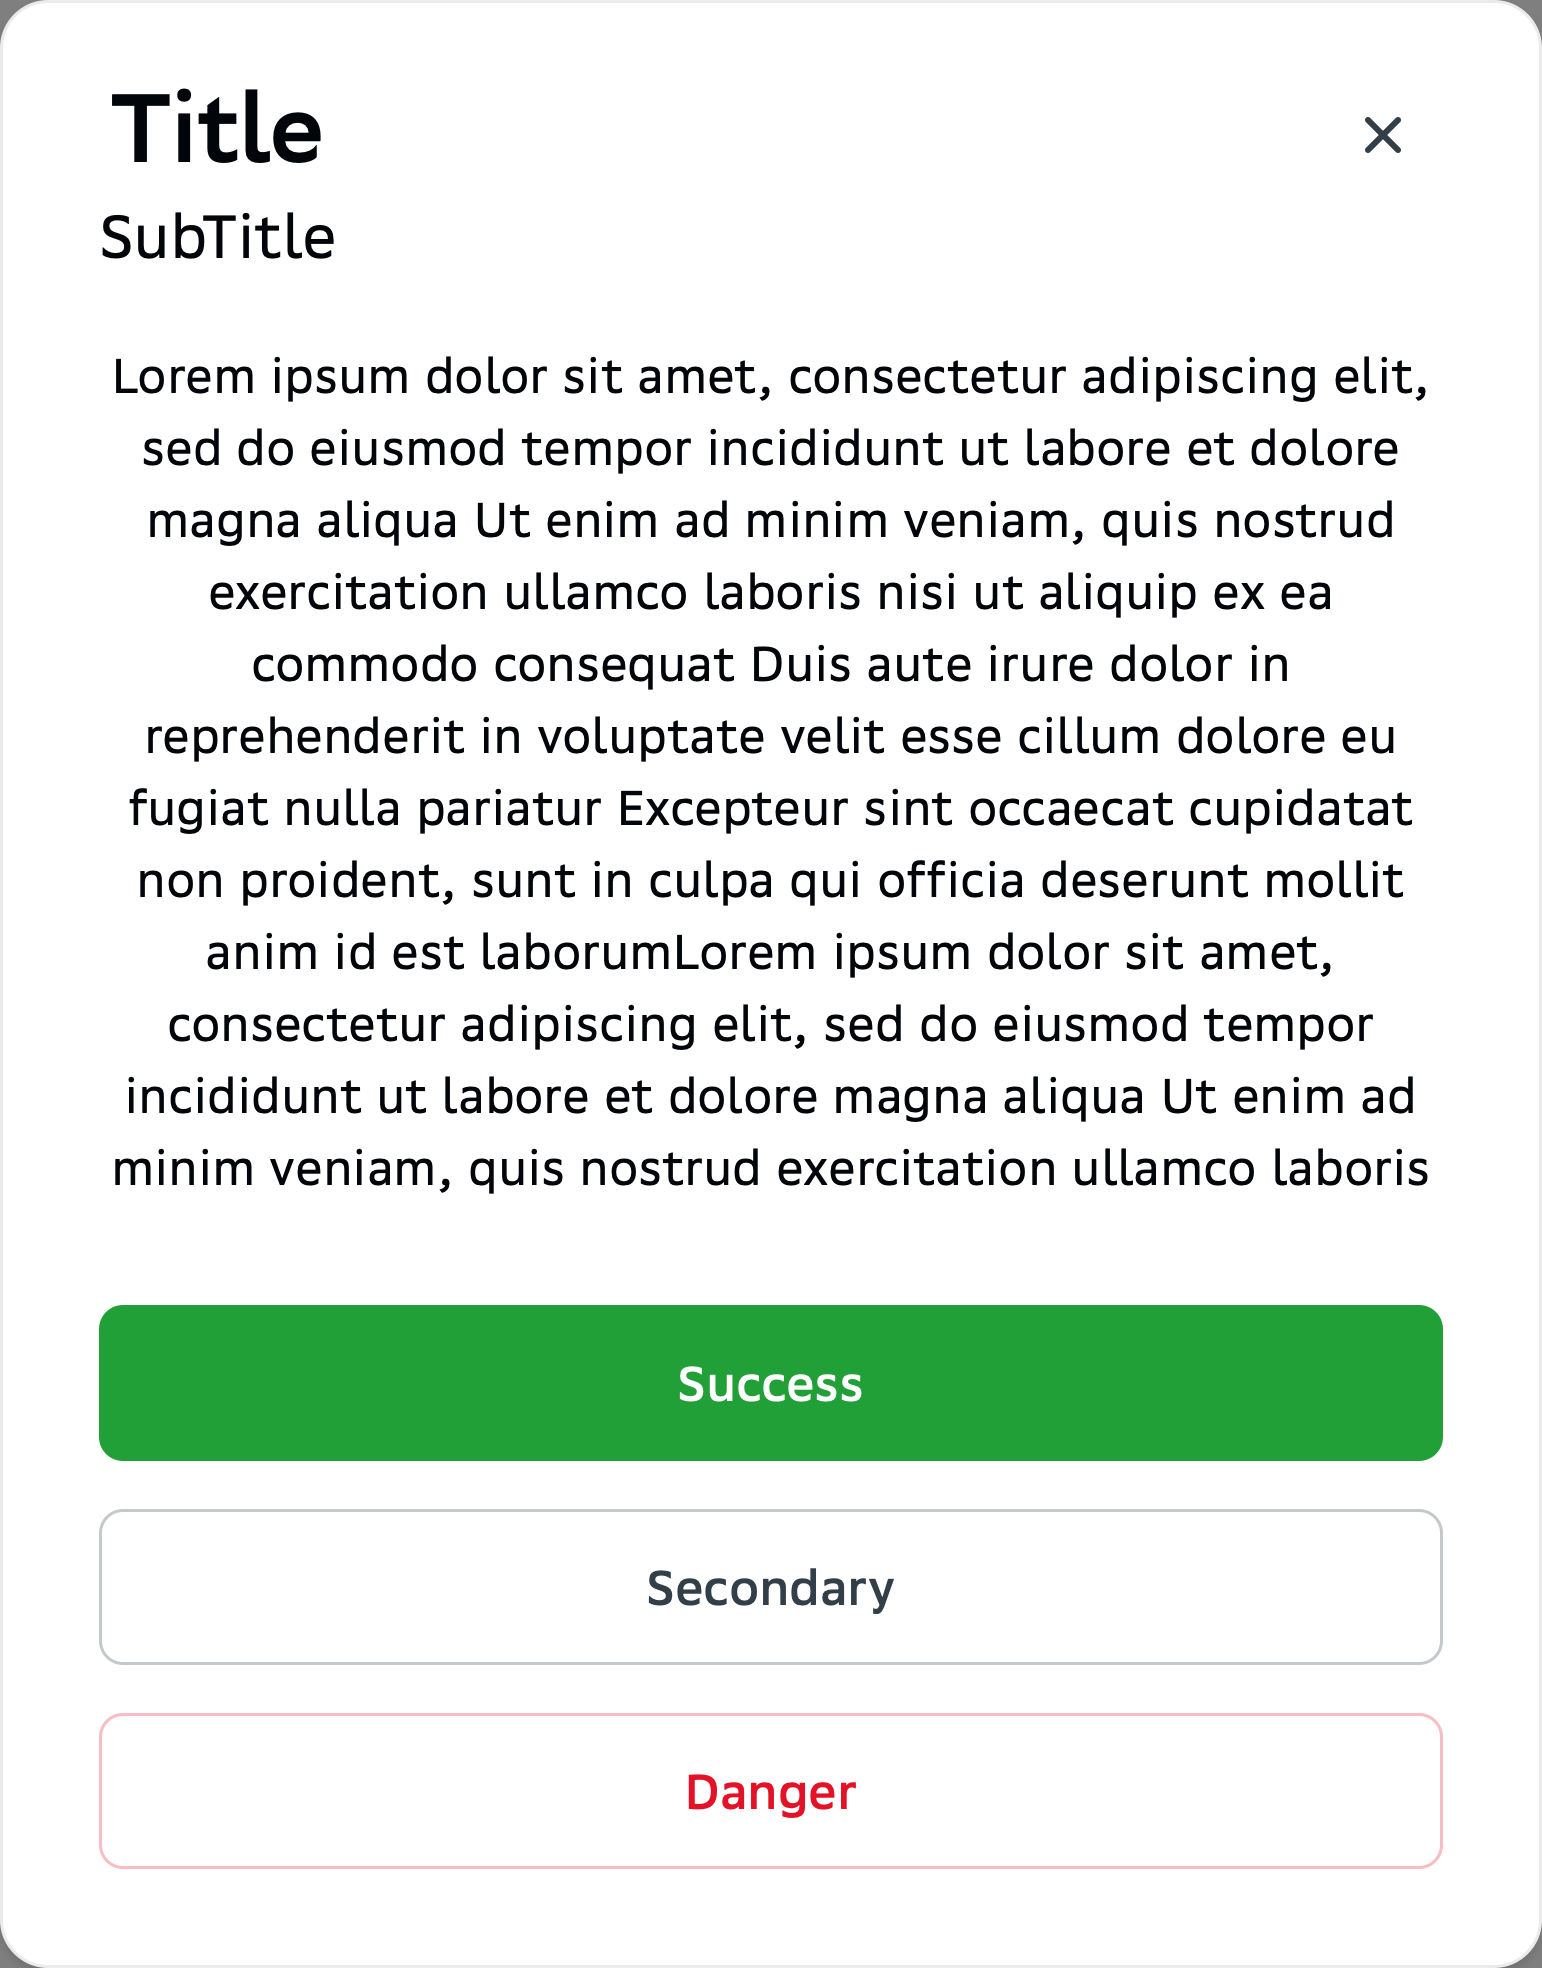 Title
SubTitle
Lorem ipsum dolor sit amet, consectetur adipiscing elit,
sed do eiusmod tempor incididunt ut labore et dolore
magna aliqua Ut enim ad minim veniam, quis nostrud
exercitation ullamco laboris nisi ut aliquip ex ea
commodo consequat Duis aute irure dolor in
reprehenderit in voluptate velit esse cillum dolore eu
fugiat nulla pariatur Excepteur sint occaecat cupidatat
non proident, sunt in culpa qui officia deserunt mollit
anim id est laborumLorem ipsum dolor sit amet,
consectetur adipiscing elit, sed do eiusmod tempor
incididunt ut labore et dolore magna aliqua Ut enim ad
minim veniam, quis nostrud exercitation ullamco laboris
Success
Secondary
Danger